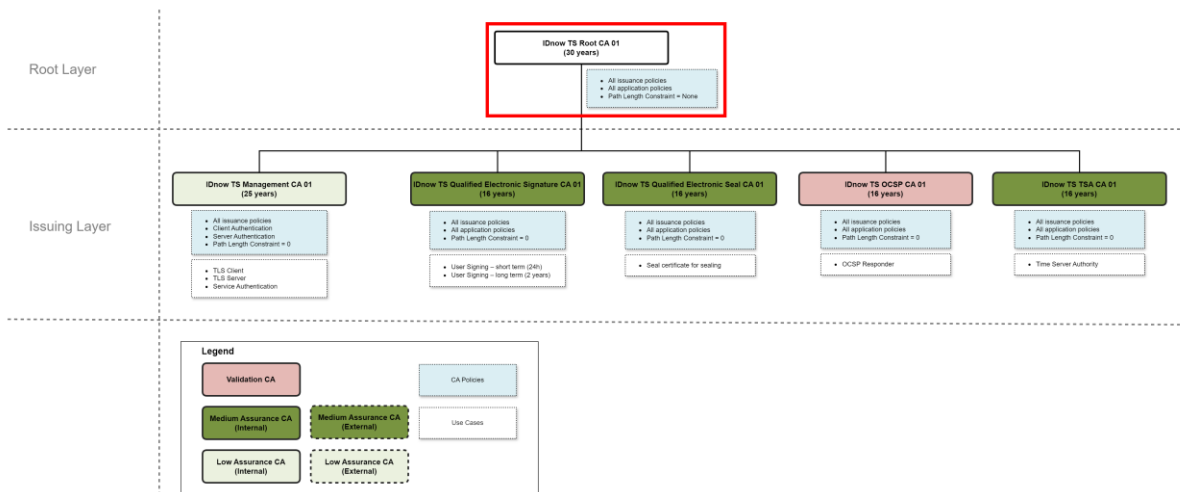 Root Layer
IDnow TS Root CA 01
(30 years)
All issuance policies
All application policies
Path Length Constraint = None
Issuing Layer
IDnow TS Management CA 01
(25 years)
All issuance policies
Client Authentication
Server Authentication
Path Length Constraint = 0
TLS Client
TLS Server
Service Authentication
IDnow TS Qualified Electronic Signature CA 01
(16 years)
All issuance policies
All application policies
Path Length Constraint = 0
User Signing – short term (24h)
User Signing – long term (2 years)
IDnow TS Qualified Electronic Seal CA 01
(16 years)
All issuance policies
All application policies
Path Length Constraint = 0
Seal certificate for sealing
IDnow TS OCSP CA 01
(16 years)
All issuance policies
All application policies
Path Length Constraint = 0
OCSP Responder
IDnow TS TSA CA 01
(16 years)
All issuance policies
All application policies
Path Length Constraint = 0
Time Server Authority
Legend
Validation CA
CA Policies
Medium Assurance CA
(Internal)
Medium Assurance CA
(External)
Use Cases
Low Assurance CA
(Internal)
Low Assurance CA
(External)